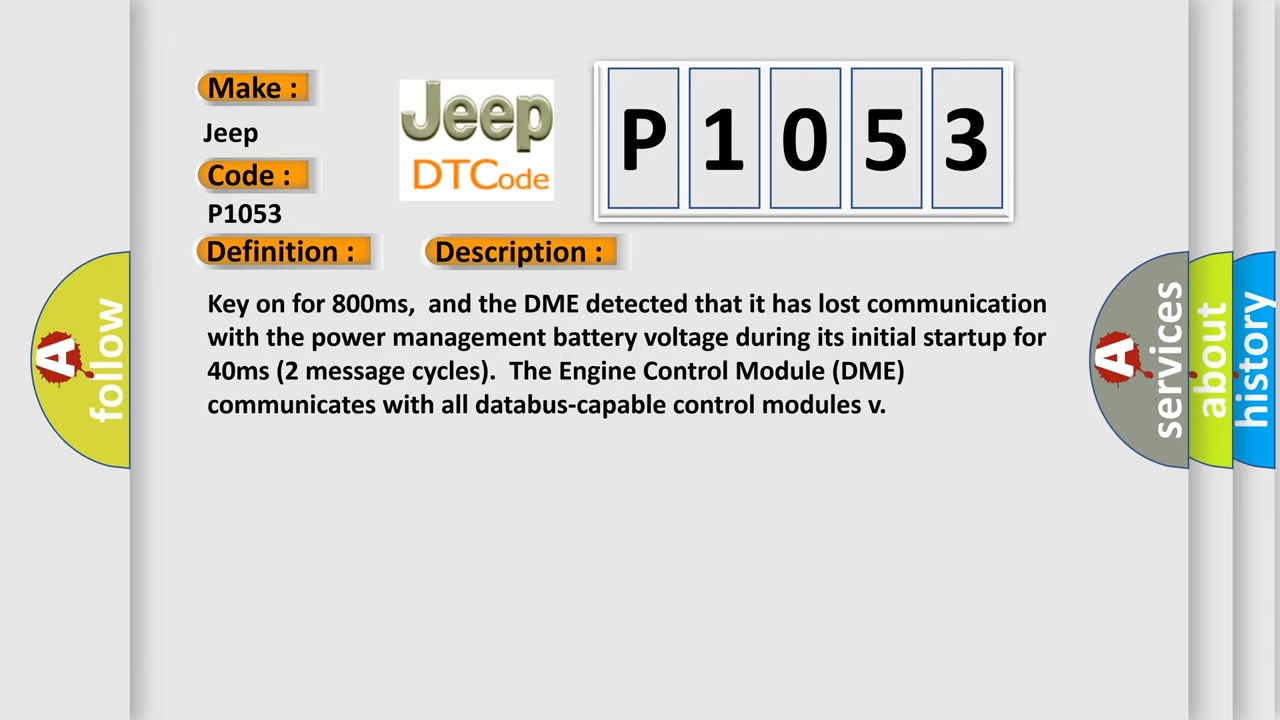 Make :
Jeep
Code :
P1053
Jeep
DTCode
P 1 0 5 3
Definition :
Description :
Key on for 800ms, and the DME detected that it has lost communication
with the power management battery voltage during its initial startup for
40ms (2 message cycles). The Engine Control Module (DME)
communicates with all databus-capable control modules v.
A
follow
A
services
about
history